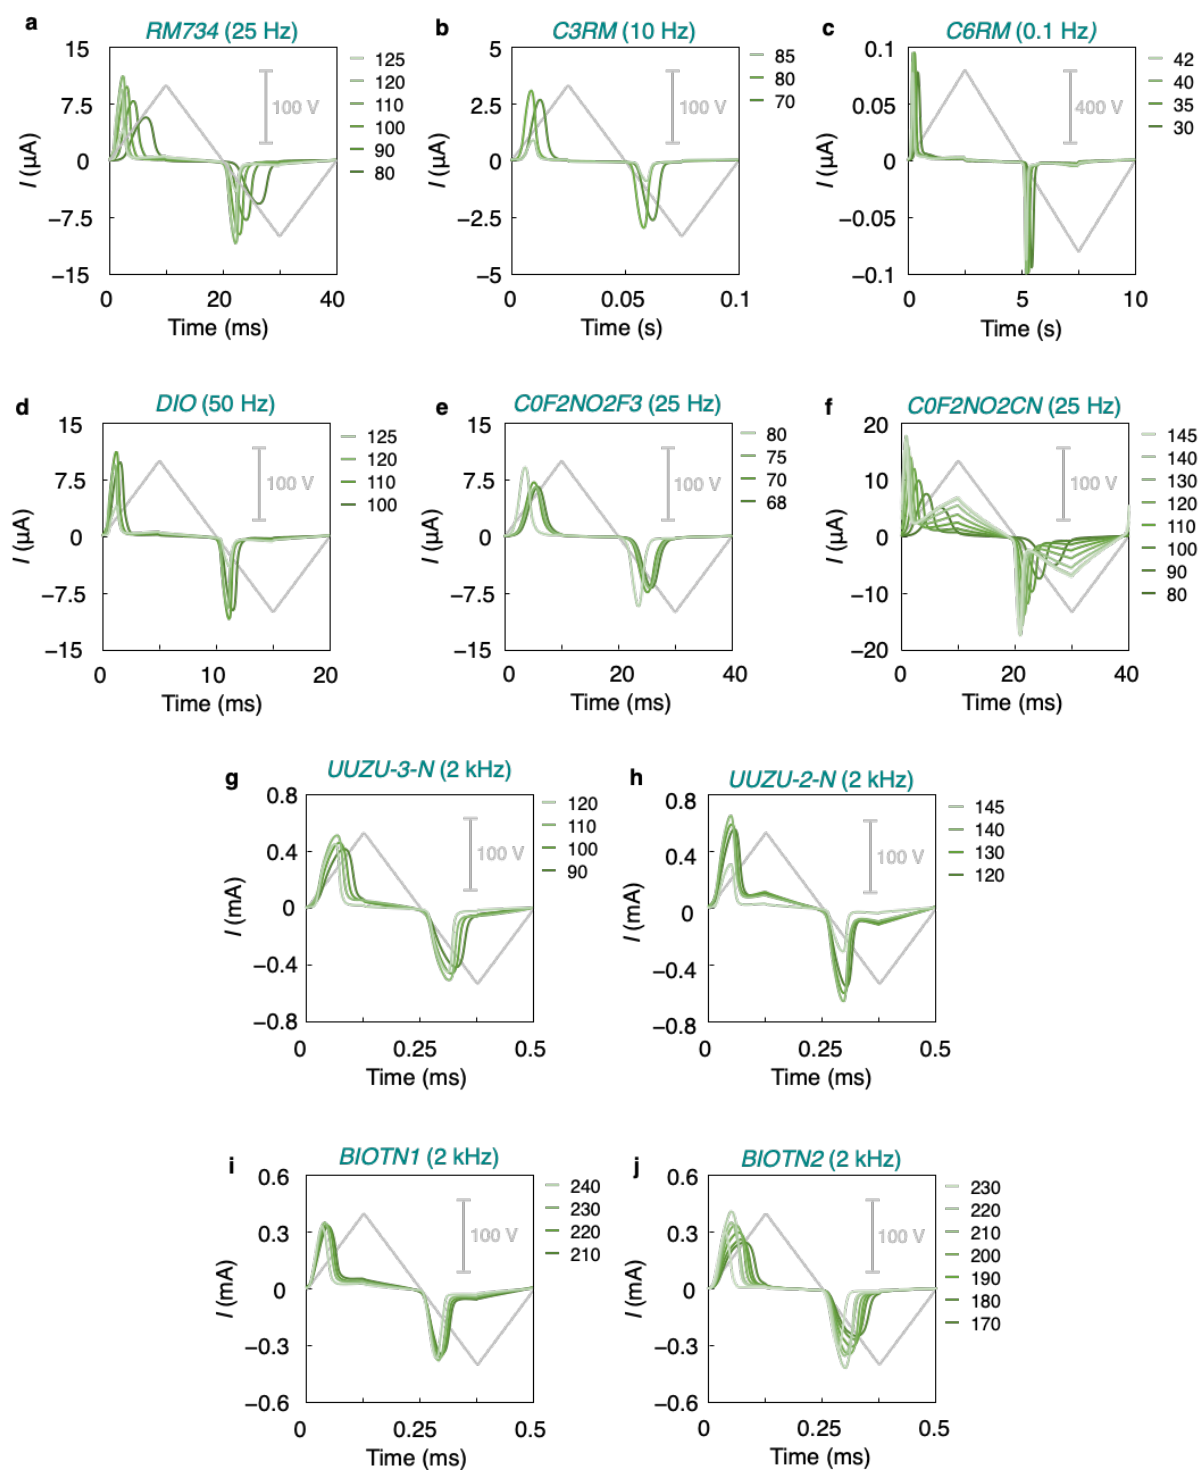 a RM734 (25 Hz)
15
7.5
0
−7.5
−15
I (µA)
0 20 40
Time (ms)
100 V
125
120
110
100
90
80
b C3RM (10 Hz)
5
2.5
0
−2.5
−5
I (µA)
0 0.05 0.1
Time (s)
100 V
85
80
70
c C6RM (0.1 Hz)
0.1
0.05
0
−0.05
−0.1
I (µA)
0 5 10
Time (s)
400 V
42
40
35
30
d DIO (50 Hz)
15
7.5
0
−7.5
−15
I (µA)
0 10 20
Time (ms)
100 V
125
120
110
100
e C0F2NO2F3 (25 Hz)
15
7.5
0
−7.5
−15
I (µA)
0 20 40
Time (ms)
100 V
80
75
70
68
f C0F2NO2CN (25 Hz)
20
10
0
−10
−20
I (µA)
0 20 40
Time (ms)
100 V
145
140
130
120
110
100
90
80
g UUZU-3-N (2 kHz)
0.8
0.4
0
−0.4
−0.8
I (mA)
0 0.25 0.5
Time (ms)
100 V
120
110
100
90
h UUZU-2-N (2 kHz)
0.8
0.4
0
−0.4
−0.8
I (mA)
0 0.25 0.5
Time (ms)
100 V
145
140
130
120
i BIOTN1 (2 kHz)
0.6
0.3
0
−0.3
−0.6
I (mA)
0 0.25 0.5
Time (ms)
100 V
240
230
220
210
j BIOTN2 (2 kHz)
0.6
0.3
0
−0.3
−0.6
I (mA)
0 0.25 0.5
Time (ms)
100 V
230
220
210
200
190
180
170